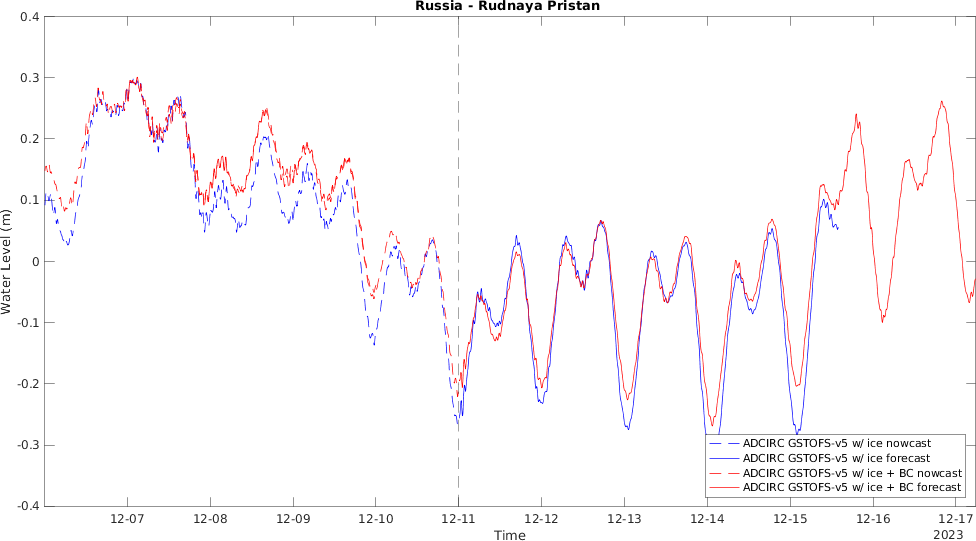 Russia - Rudnaya Pristan
0.4
0.3
0.2
0.1
0
-0.1
-0.2
-0.3
-0.4
Water Level (m)
ADCIRC GSTOFS-v5 w/ ice nowcast
ADCIRC GSTOFS-v5 w/ ice forecast
ADCIRC GSTOFS-v5 w/ ice + BC nowcast
ADCIRC GSTOFS-v5 w/ ice + BC forecast
12-07 12-08 12-09 12-10 12-11 12-12 12-13 12-14 12-15 12-16 12-17
Time
2023